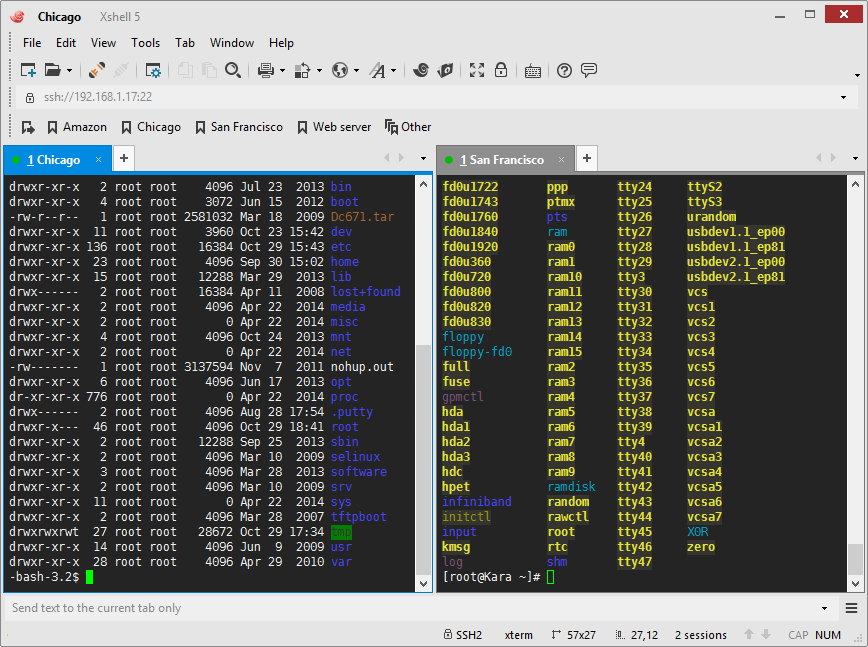 Chicago Xshell 5
File Edit View Tools Tab Window Help
ssh://192.168.1.17:22
Amazon Chicago San Francisco Web server Other
1 Chicago × +
drwxr-xr-x 2 root root 4096 Jul 23 2013 bin
drwxr-xr-x 4 root root 3072 Jun 15 2012 boot
-rw-r--r-- 1 root root 2581032 Mar 18 2009 Dc671.tar
drwxr-xr-x 11 root root 3960 Oct 23 15:42 dev
drwxr-xr-x 136 root root 16384 Oct 29 15:43 etc
drwxr-xr-x 23 root root 4096 Sep 30 15:02 home
drwxr-xr-x 15 root root 12288 Mar 29 2013 lib
drwx------ 2 root root 16384 Apr 11 2008 lost+found
drwxr-xr-x 2 root root 4096 Apr 22 2014 media
drwxr-xr-x 2 root root 0 Apr 22 2014 misc
drwxr-xr-x 4 root root 4096 Oct 24 2013 mnt
drwxr-xr-x 2 root root 0 Apr 22 2014 net
-rw------- 1 root root 3137594 Nov 7 2011 nohup.out
drwxr-xr-x 6 root root 4096 Jun 17 2013 opt
dr-xr-xr-x 776 root root 0 Apr 22 2014 proc
drwx------ 2 root root 4096 Aug 28 17:54 .putty
drwxr-x--- 46 root root 4096 Oct 29 18:41 root
drwxr-xr-x 2 root root 12288 Sep 25 2013 sbin
drwxr-xr-x 2 root root 4096 Mar 10 2009 selinux
drwxr-xr-x 3 root root 4096 Mar 28 2013 software
drwxr-xr-x 2 root root 4096 Mar 10 2009 srv
drwxr-xr-x 11 root root 0 Apr 22 2014 sys
drwxr-xr-x 2 root root 4096 Mar 28 2007 tftpboot
drwxrwxrwt 27 root root 28672 Oct 29 17:34 tmp
drwxr-xr-x 14 root root 4096 Jun 9 2009 usr
drwxr-xr-x 28 root root 4096 Apr 29 2010 var
-bash-3.2$
1 San Francisco × +
fd0u1722 ppp tty24 ttyS2
fd0u1743 ptmx tty25 ttyS3
fd0u1760 pts tty26 urandom
fd0u1840 ram tty27 usbdev1.1_ep00
fd0u1920 ram0 tty28 usbdev1.1_ep81
fd0u360 ram1 tty29 usbdev2.1_ep00
fd0u720 ram10 tty3 usbdev2.1_ep81
fd0u800 ram11 tty30 vcs
fd0u820 ram12 tty31 vcs1
fd0u830 ram13 tty32 vcs2
floppy ram14 tty33 vcs3
floppy-fd0 ram15 tty34 vcs4
full ram2 tty35 vcs5
fuse ram3 tty36 vcs6
gpmctl ram4 tty37 vcs7
hda ram5 tty38 vcsa
hda1 ram6 tty39 vcsa1
hda2 ram7 tty4 vcsa2
hda3 ram8 tty40 vcsa3
hdc ram9 tty41 vcsa4
hpet ramdisk tty42 vcsa5
infiniband random tty43 vcsa6
initctl rawctl tty44 vcsa7
input root tty45 X0R
kmsg rtc tty46 zero
log shm tty47
[root@Kara ~]#
Send text to the current tab only
SSH2 xterm 57x27 27,12 2 sessions CAP NUM